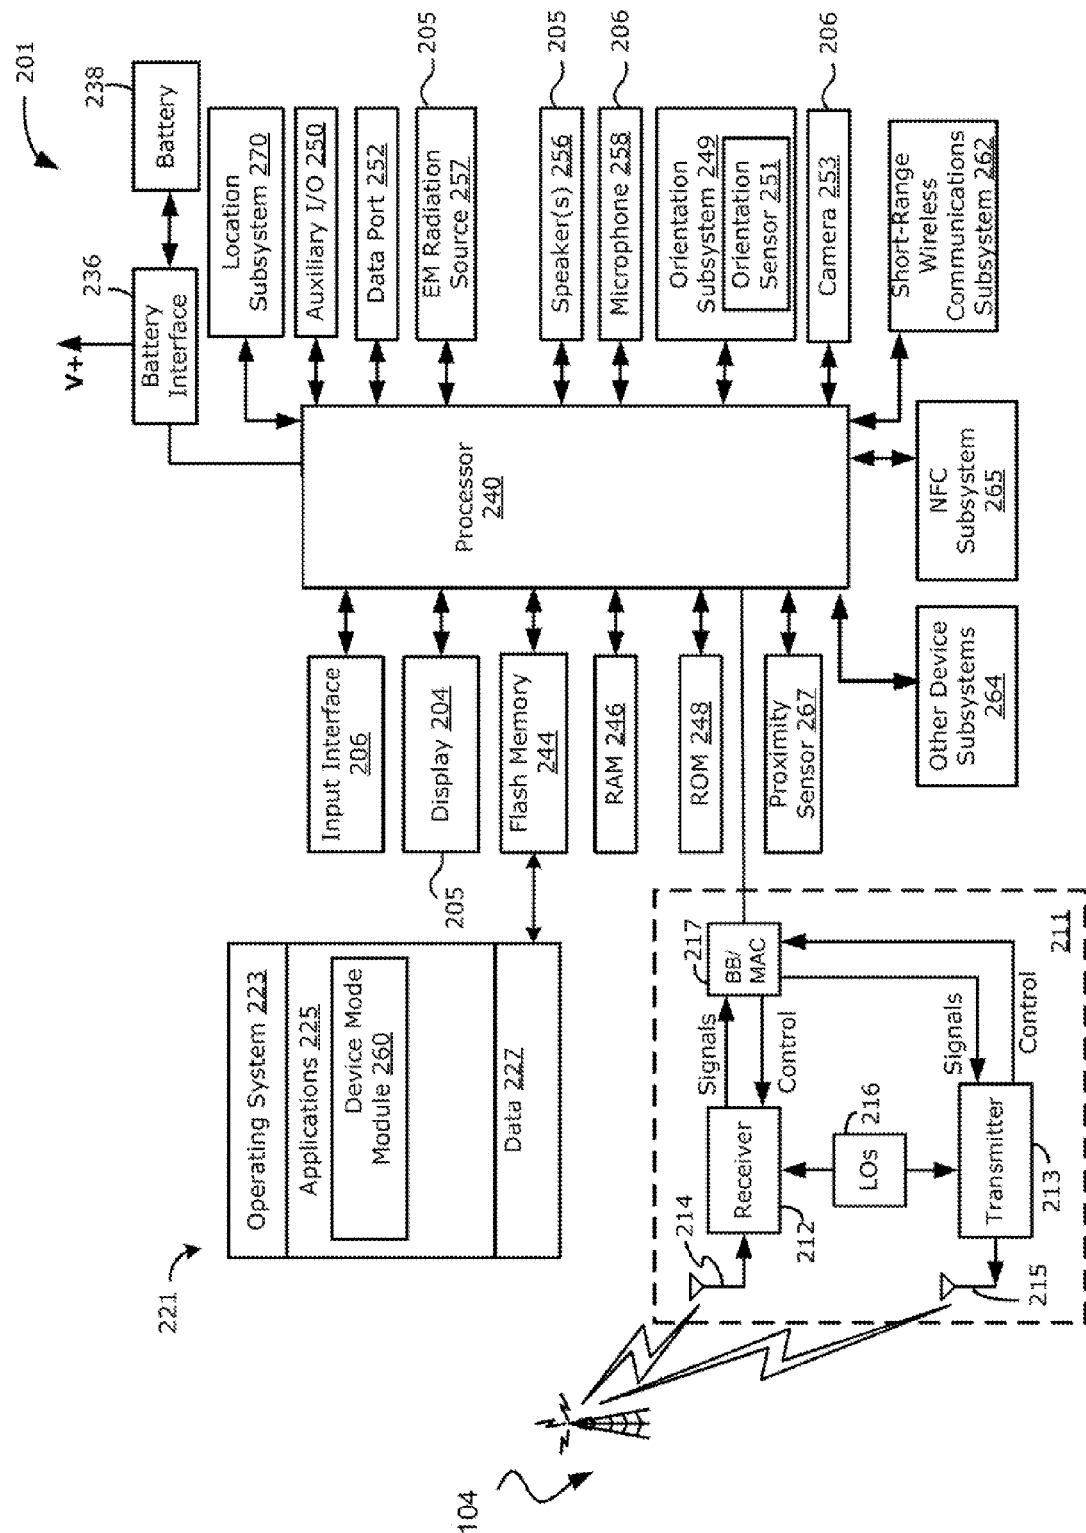 201
238
Battery
236
Battery
Interface
V+
Location
Subsystem 270
Auxiliary I/O 250
Data Port 252
EM Radiation
Source 257
205
Speaker(s) 256
205
Microphone 258
206
Orientation
Subsystem 249
Orientation
Sensor 251
Camera 253
206
Short-Range
Wireless
Communications
Subsystem 262
Processor
240
NFC
Subsystem
265
Other Device
Subsystems
264
Input Interface
206
Display 204
205
Flash Memory
244
RAM 246
ROM 248
Proximity
Sensor 267
221
Operating System 223
Applications 225
Device Mode
Module 260
Data 227
211
217
BB/
MAC
Signals
Control
Signals
Control
Receiver
212
214
LOs
216
Transmitter
213
215
104